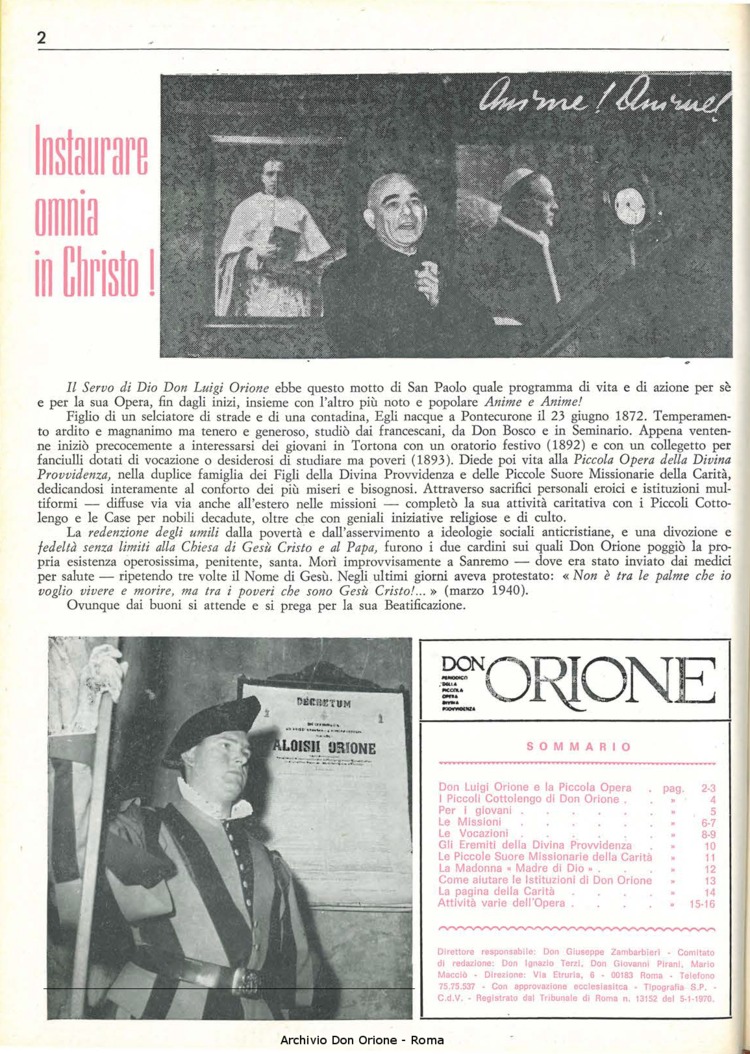 2
Anime! Anime!
Instaurare
omnia
in Christo !
Il Servo di Dio Don Luigi Orione ebbe questo motto di San Paolo quale programma di vita e di azione per sè
e per la sua Opera, fin dagli inizi, insieme con l'altro più noto e popolare Anime e Anime!
Figlio di un selciatore di strade e di una contadina, Egli nacque a Pontecurone il 23 giugno 1872. Temperamen-
to ardito e magnanimo ma tenero e generoso, studiò dai francescani, da Don Bosco e in Seminario. Appena venten-
ne iniziò precocemente a interessarsi dei giovani in Tortona con un oratorio festivo (1892) e con un collegetto per
fanciulli dotati di vocazione o desiderosi di studiare ma poveri (1893). Diede poi vita alla Piccola Opera della Divina
Provvidenza, nella duplice famiglia dei Figli della Divina Provvidenza e delle Piccole Suore Missionarie della Carità,
dedicandosi interamente al conforto dei più miseri e bisognosi. Attraverso sacrifici personali eroici e istituzioni mul-
tiformi — diffuse via via anche all'estero nelle missioni — completò la sua attività caritativa con i Piccoli Cotto-
lengo e le Case per nobili decadute, oltre che con geniali iniziative religiose e di culto.
La redenzione degli umili dalla povertà e dall'asservimento a ideologie sociali anticristiane, e una divozione e
fedeltà senza limiti alla Chiesa di Gesù Cristo e al Papa, furono i due cardini sui quali Don Orione poggiò la pro-
pria esistenza operosissima, penitente, santa. Morì improvvisamente a Sanremo — dove era stato inviato dai medici
per salute — ripetendo tre volte il Nome di Gesù. Negli ultimi giorni aveva protestato: « Non è tra le palme che io
voglio vivere e morire, ma tra i poveri che sono Gesù Cristo!... » (marzo 1940).
Ovunque dai buoni si attende e si prega per la sua Beatificazione.
DECRETUM
ALOISII ORIONE
DON ORIONE
PERIODICO
DELLA
PICCOLA
OPERA
DIVINA
PROVVIDENZA
SOMMARIO
Don Luigi Orione e la Piccola Opera . pag. 2-3
I Piccoli Cottolengo di Don Orione . » 4
Per i giovani . . . . . . » 5
Le Missioni . . . . . . » 6-7
Le Vocazioni . . . . . . » 8-9
Gli Eremiti della Divina Provvidenza . » 10
Le Piccole Suore Missionarie della Carità » 11
La Madonna « Madre di Dio » . . . » 12
Come aiutare le Istituzioni di Don Orione » 13
La pagina della Carità . . . . » 14
Attività varie dell'Opera . . . . » 15-16
Direttore responsabile: Don Giuseppe Zambarbieri - Comitato
di redazione: Don Ignazio Terzi, Don Giovanni Pirani, Mario
Macciò - Direzione: Via Etruria, 6 - 00183 Roma - Telefono
75.75.537 - Con approvazione acclesiasitca - Tipografia S.P. -
C.d.V. - Registrato dal Tribunale di Roma n. 13152 del 5-1-1970.
Archivio Don Orione - Roma